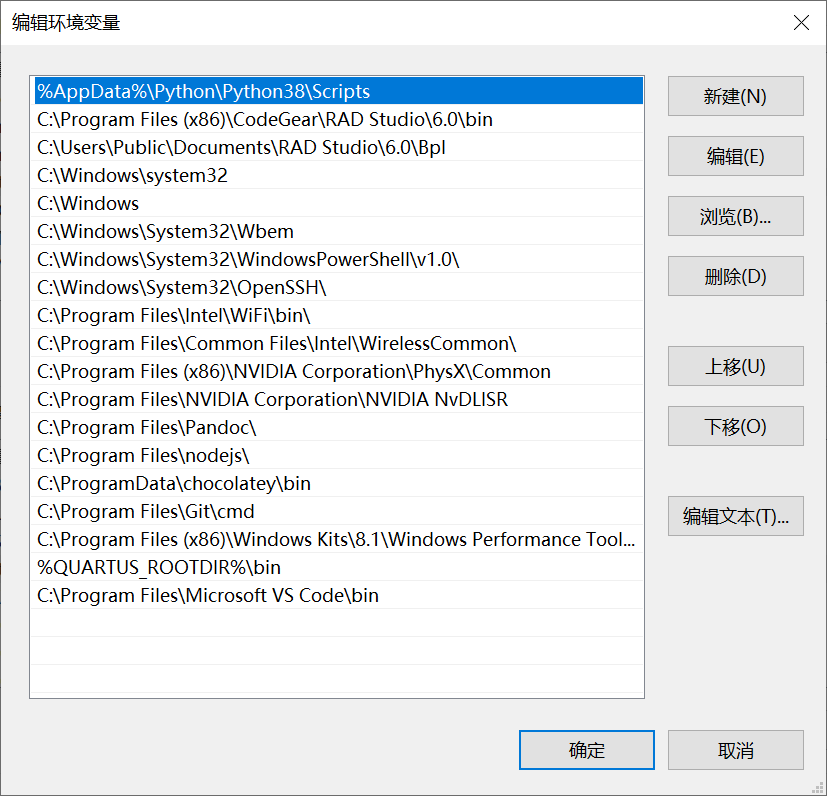 编辑环境变量
%AppData%\Python\Python38\Scripts
C:\Program Files (x86)\CodeGear\RAD Studio\6.0\bin
C:\Users\Public\Documents\RAD Studio\6.0\Bpl
C:\Windows\system32
C:\Windows
C:\Windows\System32\Wbem
C:\Windows\System32\WindowsPowerShell\v1.0\
C:\Windows\System32\OpenSSH\
C:\Program Files\Intel\WiFi\bin\
C:\Program Files\Common Files\Intel\WirelessCommon\
C:\Program Files (x86)\NVIDIA Corporation\PhysX\Common
C:\Program Files\NVIDIA Corporation\NVIDIA NvDLISR
C:\Program Files\Pandoc\
C:\Program Files\nodejs\
C:\ProgramData\chocolatey\bin
C:\Program Files\Git\cmd
C:\Program Files (x86)\Windows Kits\8.1\Windows Performance Tool...
%QUARTUS_ROOTDIR%\bin
C:\Program Files\Microsoft VS Code\bin
新建(N)
编辑(E)
浏览(B)...
删除(D)
上移(U)
下移(O)
编辑文本(T)...
确定
取消